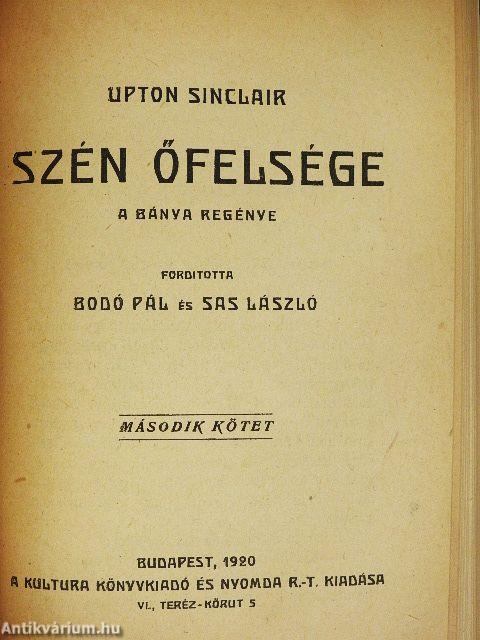 UPTON SINCLAIR
SZÉN ŐFELSÉGE
A BÁNYA REGÉNYE
FORDITOTTA
BODÓ PÁL ÉS SAS LÁSZLÓ
MÁSODIK KÖTET
BUDAPEST, 1920
A KULTURA KÖNYVKIADÓ ÉS NYOMDA R.-T. KIADÁSA
VI., TERÉZ-KÖRUT 5
Antikvárium.hu